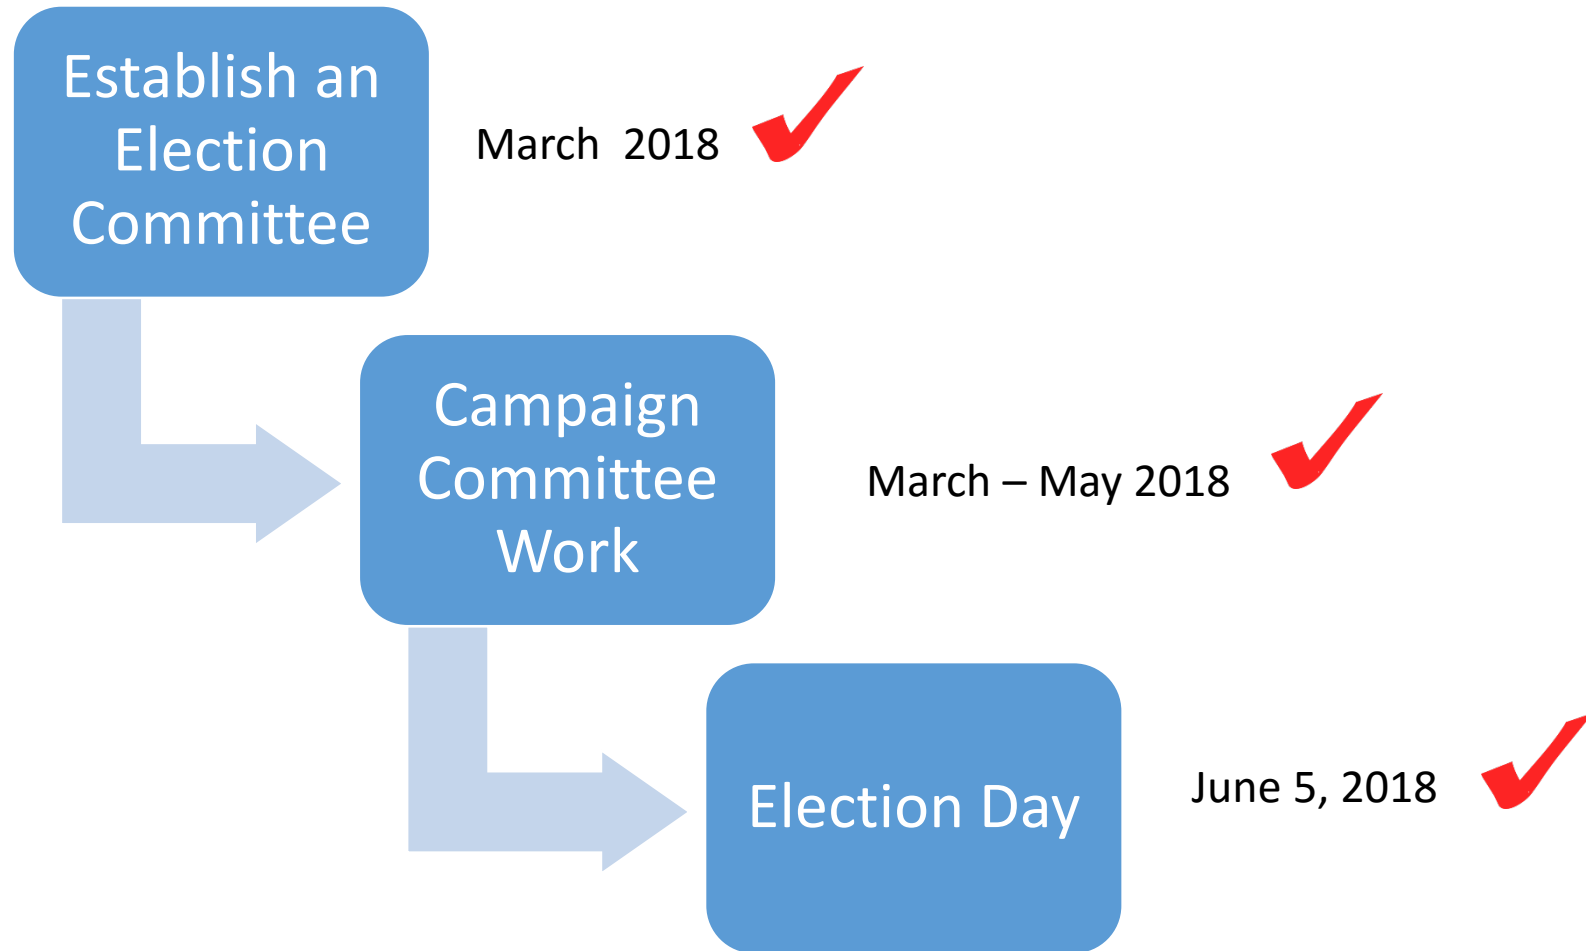 Establish an
Election
Committee
March  2018
Campaign
Committee
Work
March – May 2018
Election Day
June 5, 2018